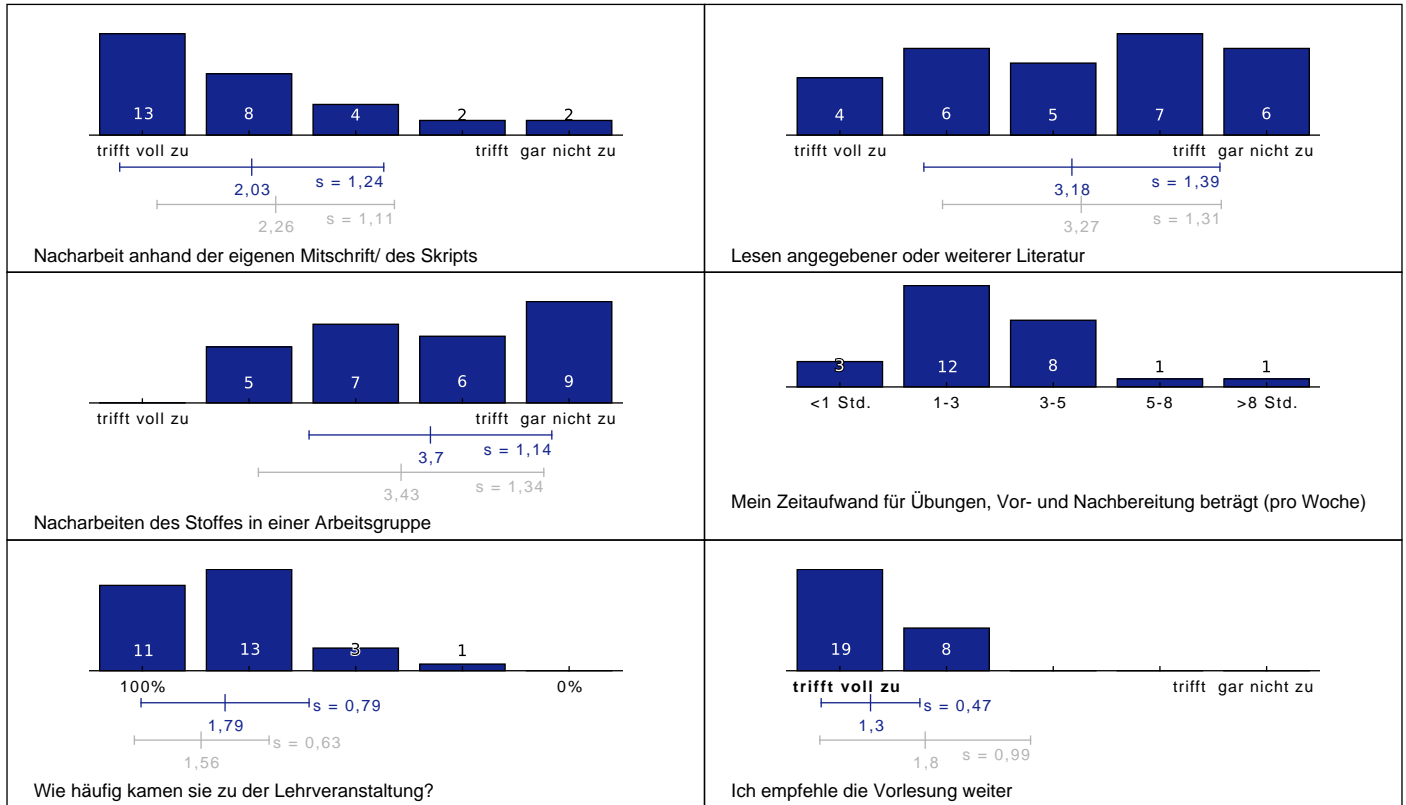 13 8 4 2 2
trifft voll zu trifft gar nicht zu
s = 1,24
2,03
s = 1,11
2,26
Nacharbeit anhand der eigenen Mitschrift/ des Skripts
4 6 5 7 6
trifft voll zu trifft gar nicht zu
s = 1,39
3,18
s = 1,31
3,27
Lesen angegebener oder weiterer Literatur
5 7 6 9
trifft voll zu trifft gar nicht zu
s = 1,14
3,7
s = 1,34
3,43
Nacharbeiten des Stoffes in einer Arbeitsgruppe
3 12 8 1 1
<1 Std. 1-3 3-5 5-8 >8 Std.
Mein Zeitaufwand für Übungen, Vor- und Nachbereitung beträgt (pro Woche)
11 13 3 1
100% 0%
s = 0,79
1,79
s = 0,63
1,56
Wie häufig kamen sie zu der Lehrveranstaltung?
19 8
trifft voll zu trifft gar nicht zu
s = 0,47
1,3
s = 0,99
1,8
Ich empfehle die Vorlesung weiter